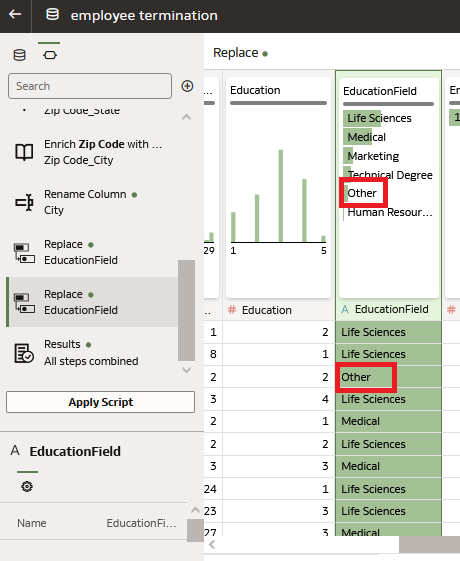 employee termination
Replace
Search
Zip Code_State
Enrich Zip Code with ...
Zip Code_City
Rename Column
City
Replace
EducationField
Replace
EducationField
Results
All steps combined
Apply Script
EducationField
Name EducationFi...
...
29
Education
1 5
EducationField
Life Sciences
Medical
Marketing
Technical Degree
Other
Human Resour...
1
... # Education A EducationField #
1 2 Life Sciences
8 1 Life Sciences
2 2 Other
3 4 Life Sciences
2 1 Medical
2 2 Life Sciences
3 3 Medical
24 1 Life Sciences
23 3 Life Sciences
27 3 Medical